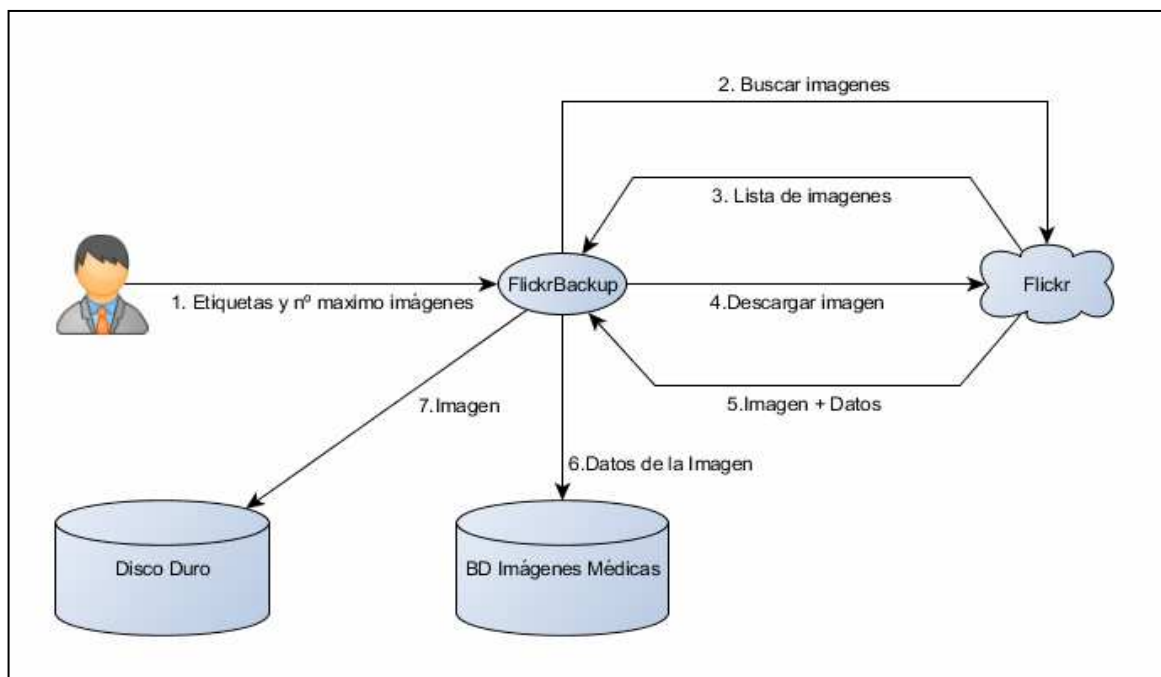 2. Buscar imagenes
3. Lista de imagenes
FlickrBackup
Flickr
1. Etiquetas y nº maximo imágenes
4.Descargar imagen
7.Imagen
5.Imagen + Datos
6.Datos de la Imagen
Disco Duro
BD Imágenes Médicas